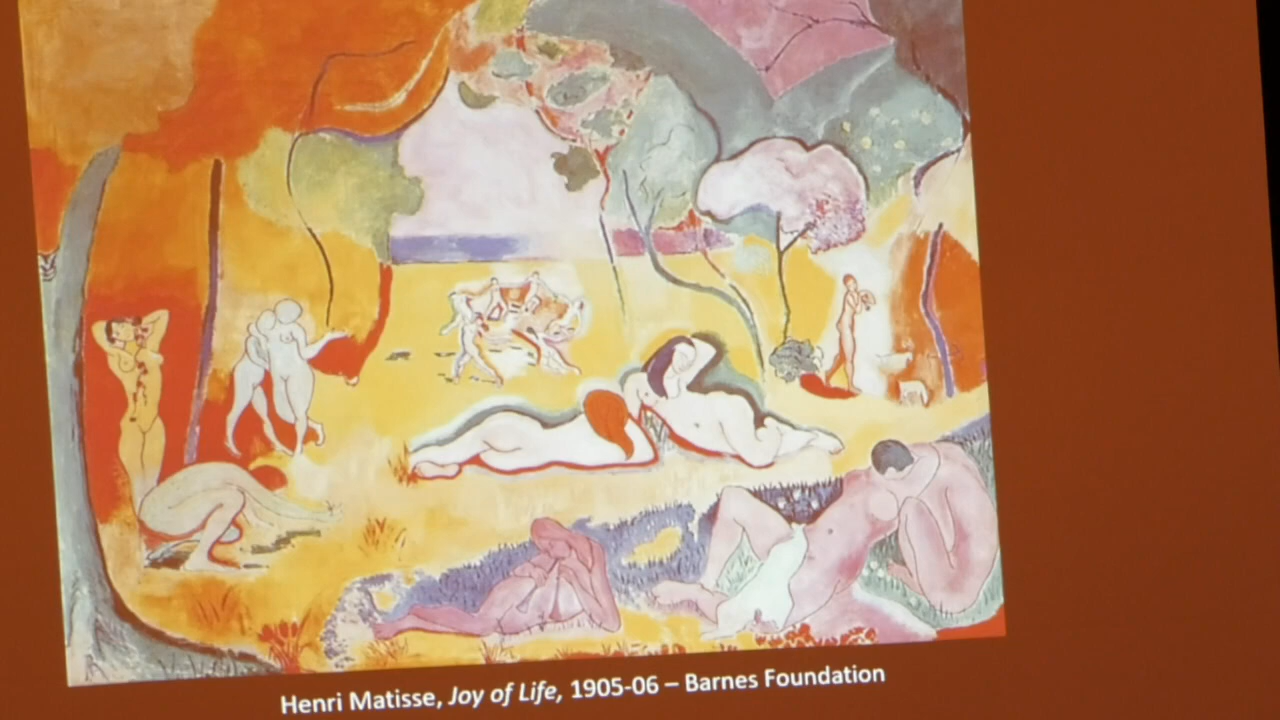 Henri Matisse, Joy of Life, 1905-06 – Barnes Foundation